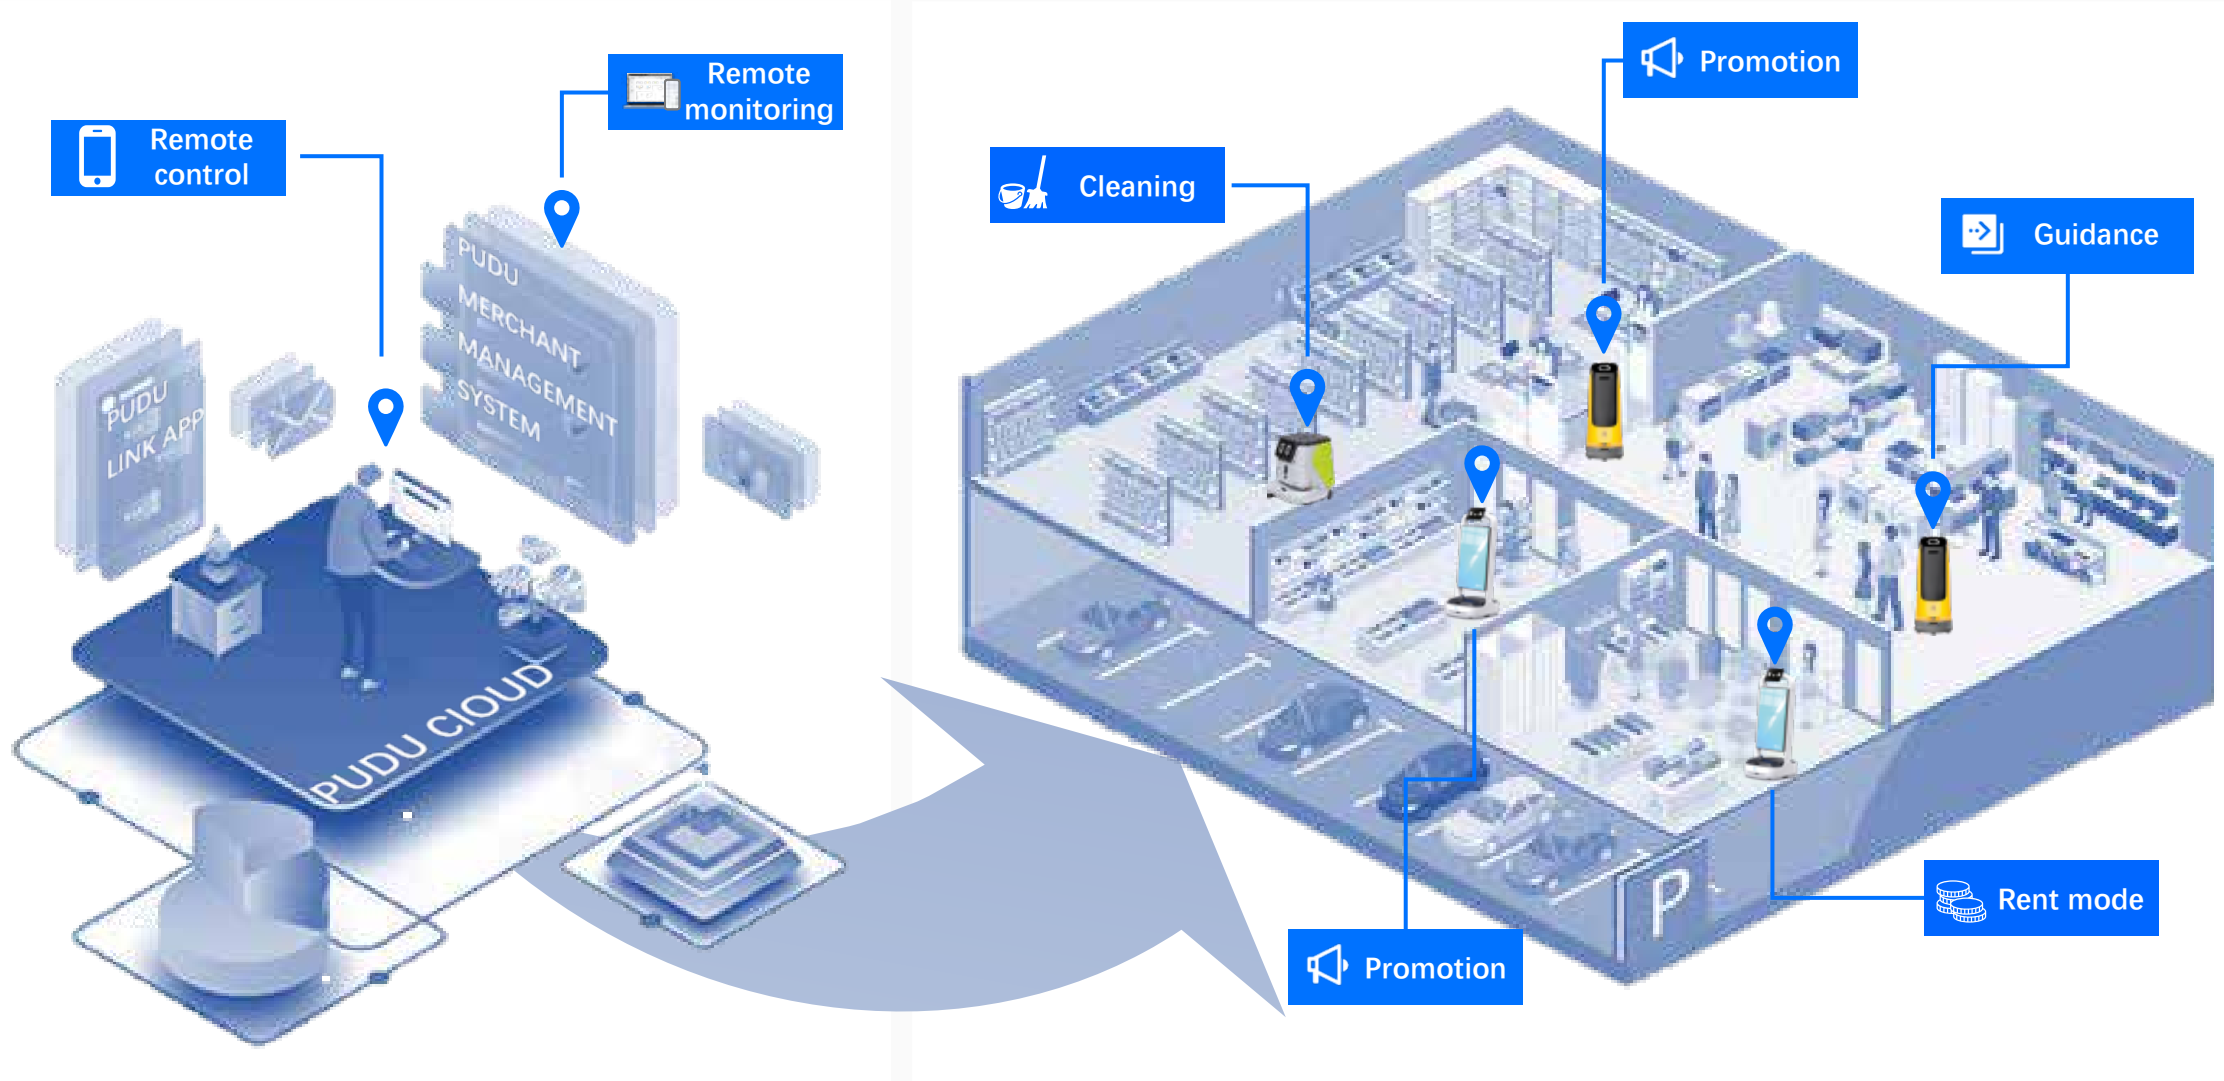 Remote
monitoring
Remote
control
PUDU
MERCHANT
MANAGEMENT
SYSTEM
PUDU
LINK APP
PUDU ClOUD
Promotion
Cleaning
Guidance
Rent mode
Promotion
P